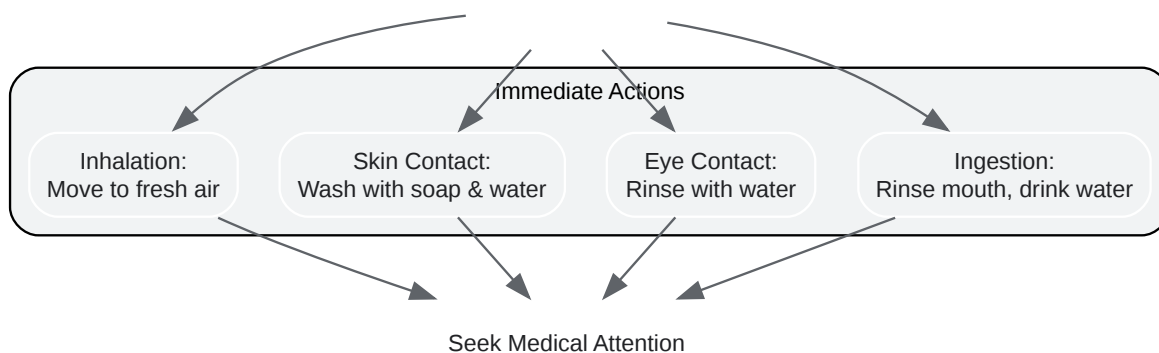 Immediate Actions
Inhalation:
Move to fresh air
Skin Contact:
Wash with soap & water
Eye Contact:
Rinse with water
Ingestion:
Rinse mouth, drink water
Seek Medical Attention